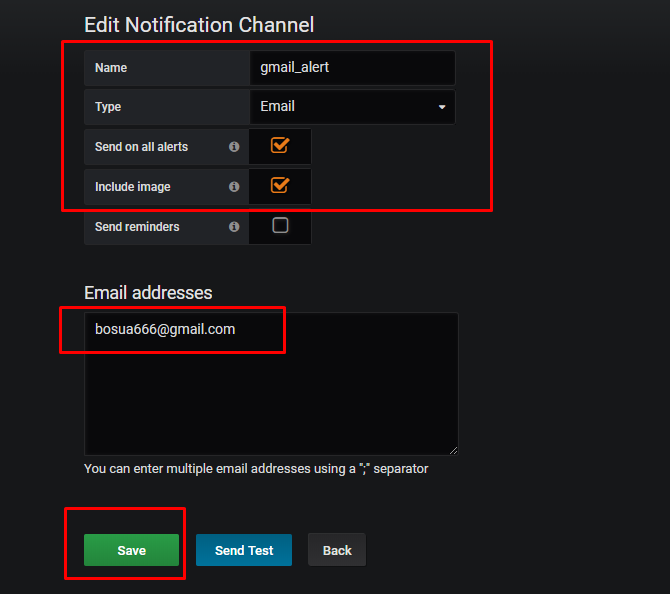 Edit Notification Channel
Name gmail_alert
Type Email
Send on all alerts
Include image
Send reminders
Email addresses
bosua666@gmail.com
You can enter multiple email addresses using a ";" separator
Save Send Test Back